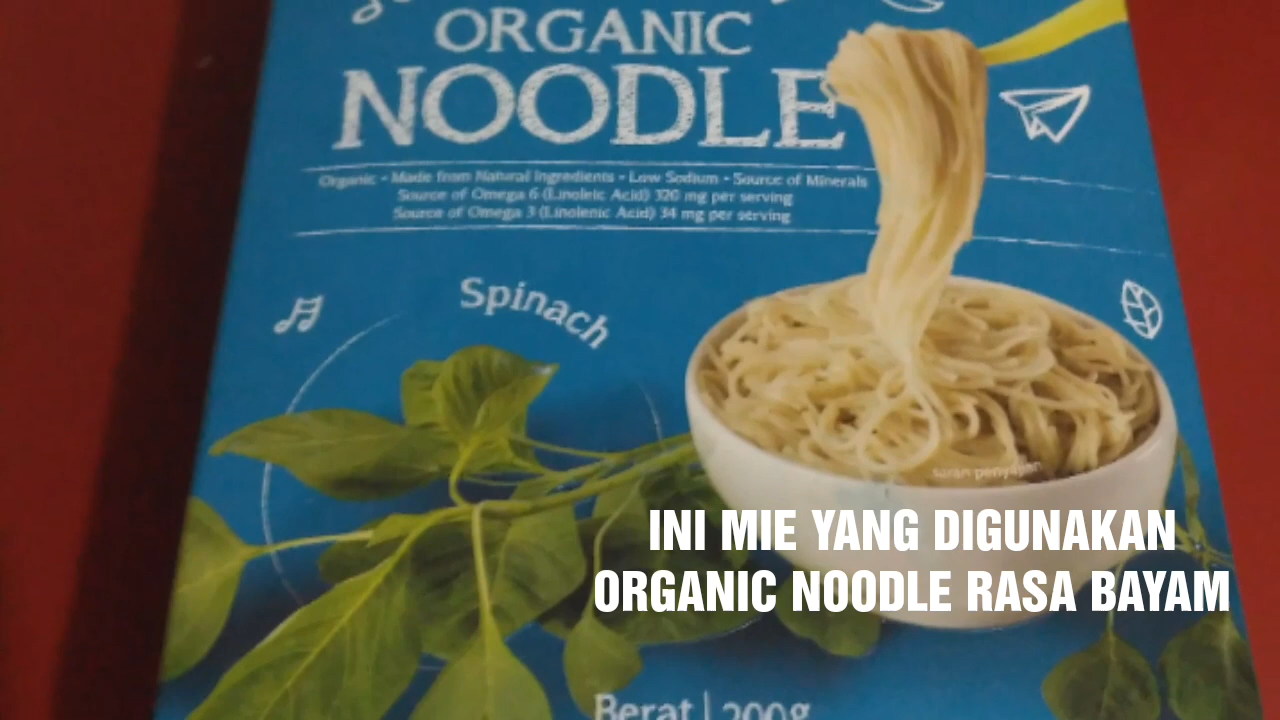 ORGANIC
NOODLE
Organic - Made from Natural Ingredients - Low Sodium - Source of Minerals
Source of Omega 6 (Linoleic Acid) 320 mg per serving
Source of Omega 3 (Linolenic Acid) 34 mg per serving
Spinach
saran penyajian
INI MIE YANG DIGUNAKAN
ORGANIC NOODLE RASA BAYAM
Berat | 200g